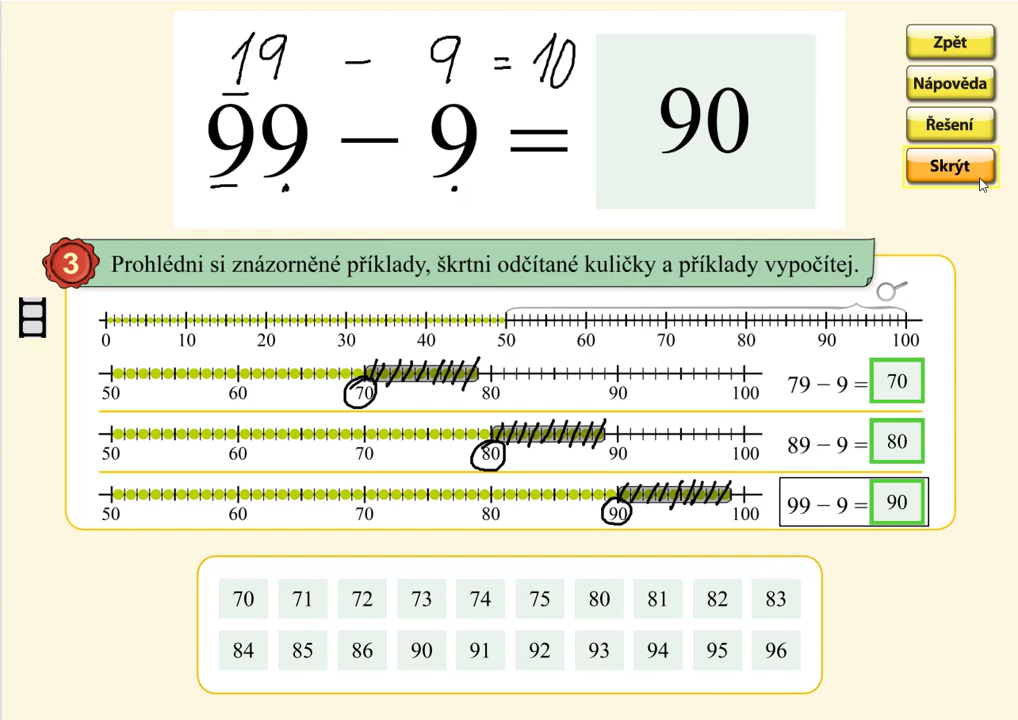 19 - 9 = 10
99 – 9 = 90
Zpět
Nápověda
Řešení
Skrýt
3 Prohlédni si znázorněné příklady, škrtni odčítané kuličky a příklady vypočítej.
0 10 20 30 40 50 60 70 80 90 100
50 60 70 80 90 100 79 – 9 = 70
50 60 70 80 90 100 89 – 9 = 80
50 60 70 80 90 100 99 – 9 = 90
70 71 72 73 74 75 80 81 82 83
84 85 86 90 91 92 93 94 95 96